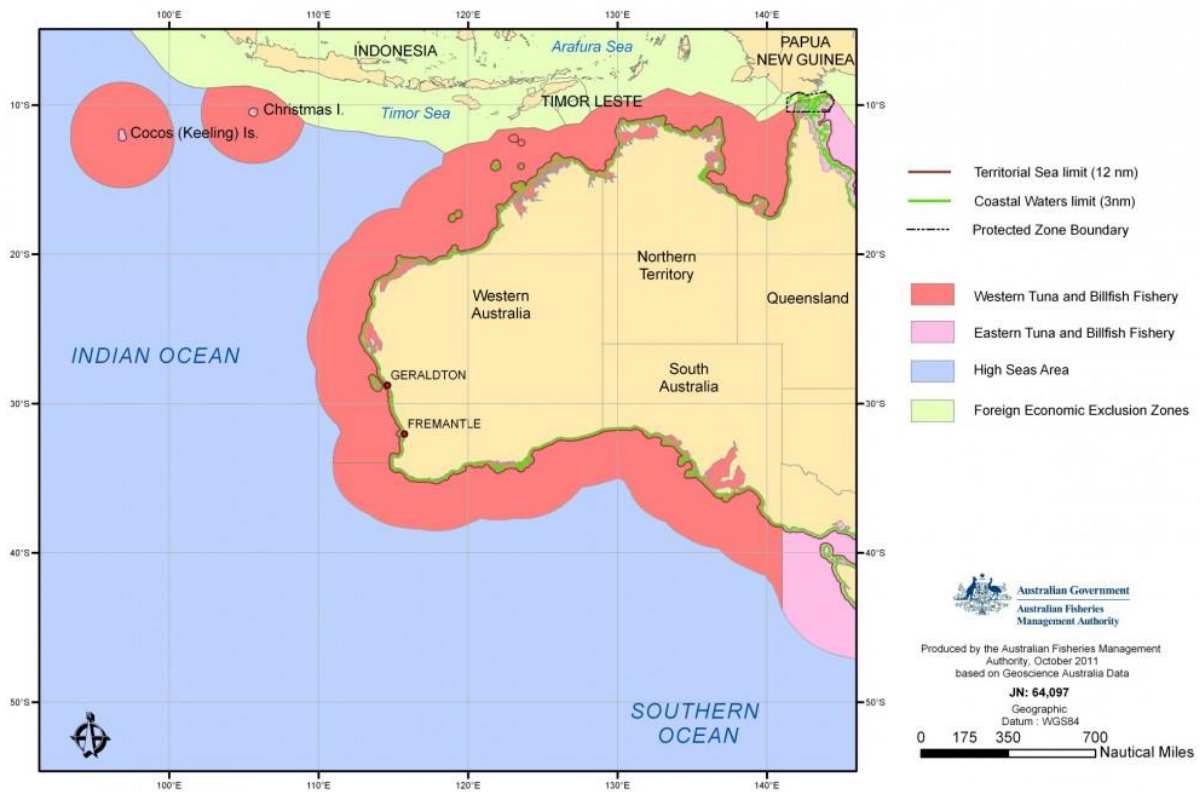 100°E
110°E
120°E
130°E
140°E
INDONESIA
Arafura Sea
PAPUA
NEW GUINEA
10°S
Christmas I.
Timor Sea
TIMOR LESTE
10°S
Cocos (Keeling) Is.
20°S
Northern
Territory
20°S
Western
Australia
Queensland
INDIAN OCEAN
GERALDTON
South
Australia
30°S
FREMANTLE
30°S
40°S
40°S
50°S
SOUTHERN
OCEAN
50°S
100°E
110°E
120°E
130°E
140°E
Territorial Sea limit (12 nm)
Coastal Waters limit (3nm)
Protected Zone Boundary
Western Tuna and Billfish Fishery
Eastern Tuna and Billfish Fishery
High Seas Area
Foreign Economic Exclusion Zones
Australian Government
Australian Fisheries
Management Authority
Produced by the Australian Fisheries Management
Authority, October 2011
based on Geoscience Australia Data
JN: 64,097
Geographic
Datum : WGS84
0 175 350 700
Nautical Miles